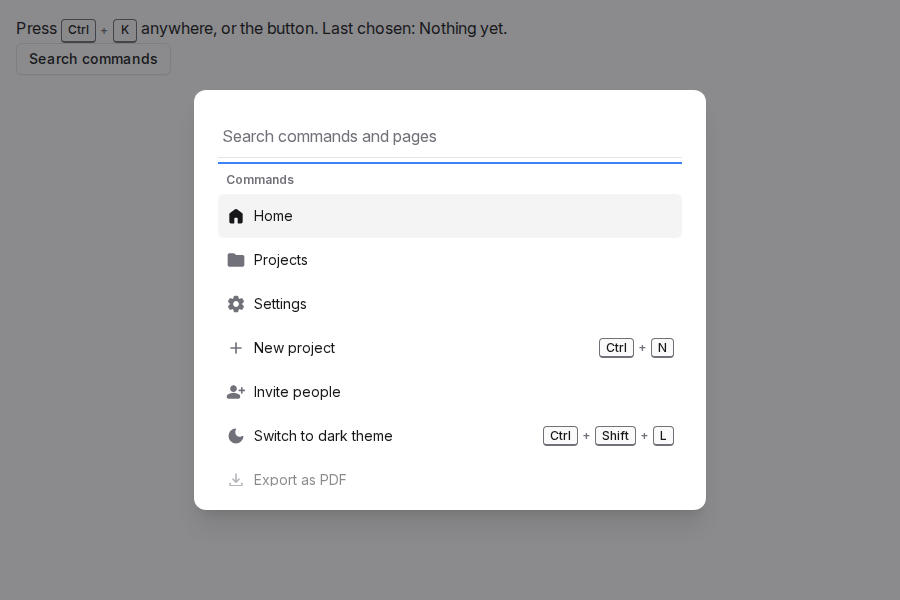 Press Ctrl + K anywhere, or the button. Last chosen: Nothing yet.
Search commands
Search commands and pages
Commands
Home
Projects
Settings
New project Ctrl + N
Invite people
Switch to dark theme Ctrl + Shift + L
Export as PDF